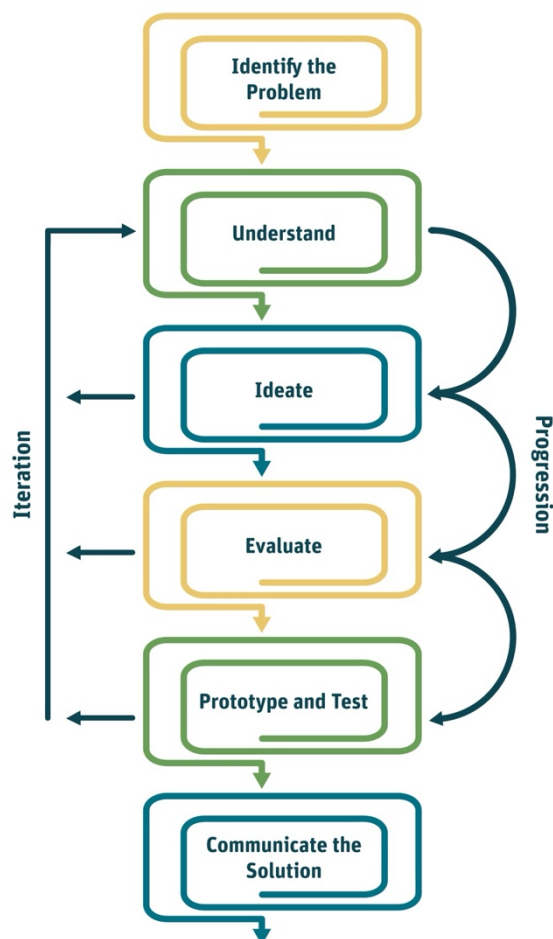 Identify the
Problem
Understand
Ideate
Iteration
Progression
Evaluate
Prototype and Test
Communicate the
Solution